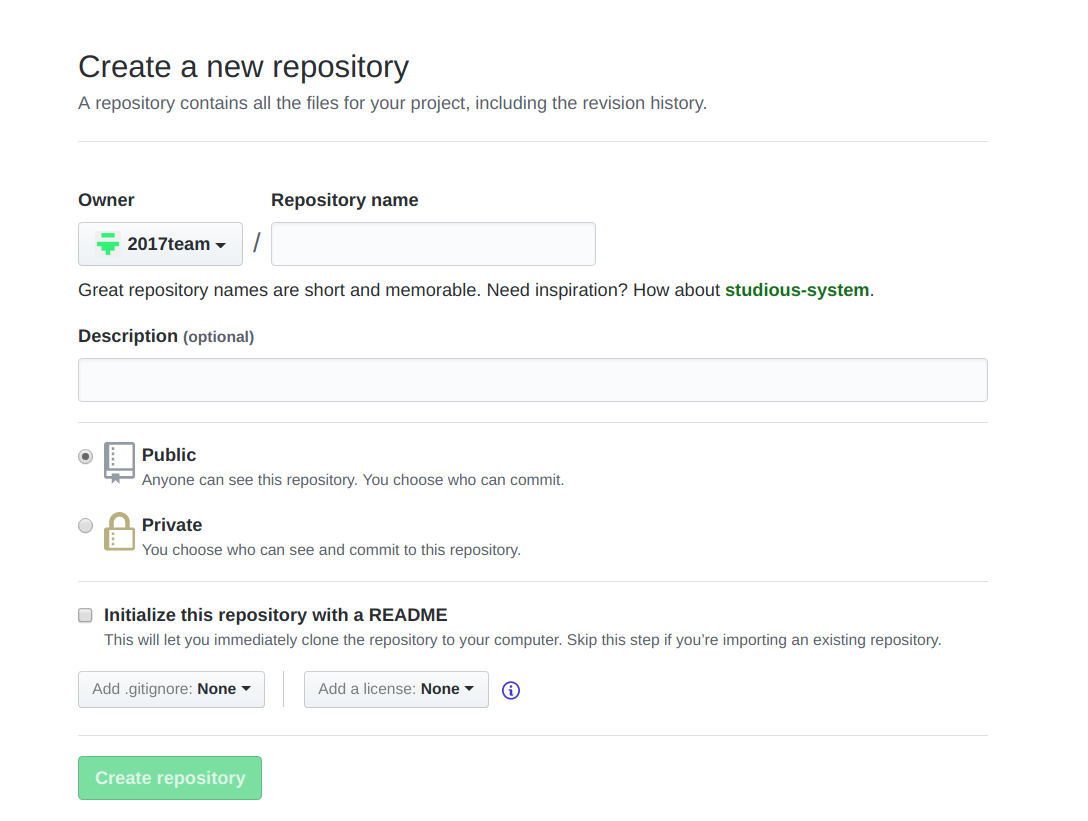 Create a new repository
A repository contains all the files for your project, including the revision history.
Owner Repository name
2017team /
Great repository names are short and memorable. Need inspiration? How about studious-system.
Description (optional)
Public
Anyone can see this repository. You choose who can commit.
Private
You choose who can see and commit to this repository.
Initialize this repository with a README
This will let you immediately clone the repository to your computer. Skip this step if you’re importing an existing repository.
Add .gitignore: None Add a license: None
Create repository